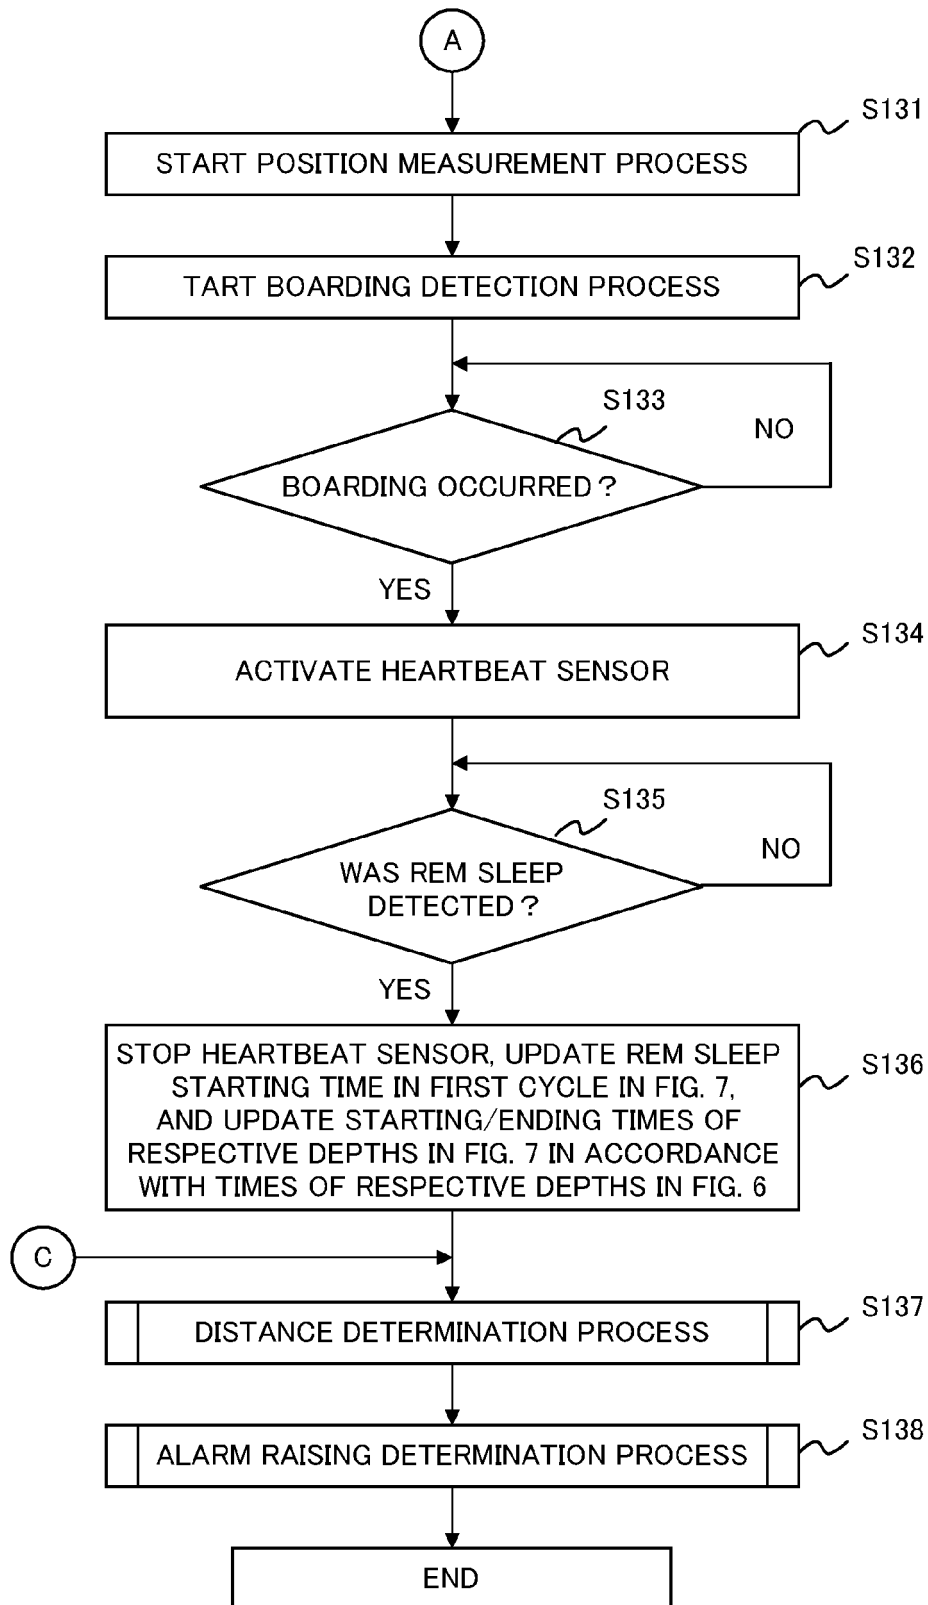 A
S131
START POSITION MEASUREMENT PROCESS
S132
TART BOARDING DETECTION PROCESS
S133
NO
BOARDING OCCURRED?
YES
S134
ACTIVATE HEARTBEAT SENSOR
S135
NO
WAS REM SLEEP
DETECTED?
YES
STOP HEARTBEAT SENSOR, UPDATE REM SLEEP
STARTING TIME IN FIRST CYCLE IN FIG. 7,
AND UPDATE STARTING/ENDING TIMES OF
RESPECTIVE DEPTHS IN FIG. 7 IN ACCORDANCE
WITH TIMES OF RESPECTIVE DEPTHS IN FIG. 6
S136
C
S137
DISTANCE DETERMINATION PROCESS
S138
ALARM RAISING DETERMINATION PROCESS
END